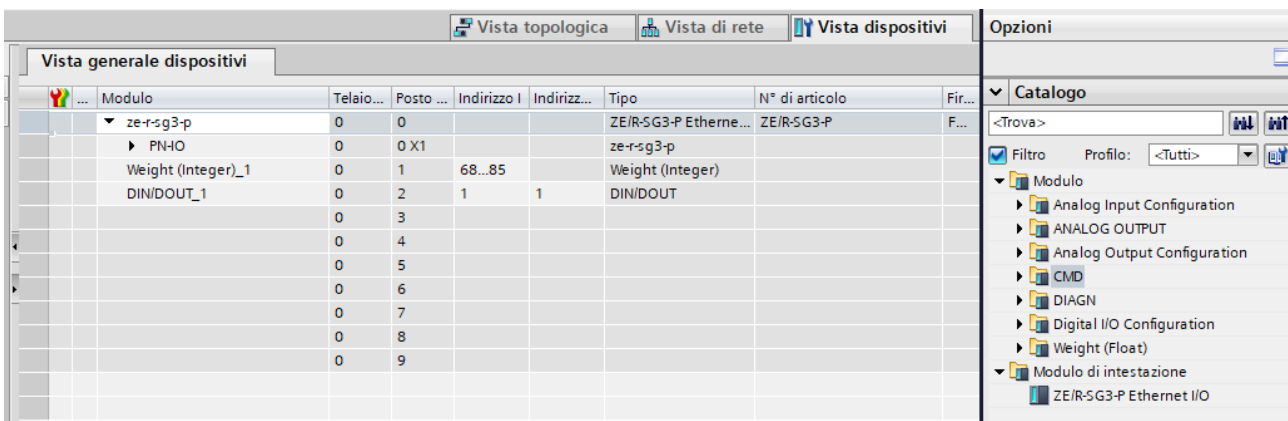 Vista topologica Vista di rete Vista dispositivi Opzioni
Vista generale dispositivi
Catalogo
... Modulo Telaio... Posto ... Indirizzo I Indirizz... Tipo N° di articolo Fir...
<Trova>
ze-r-sg3-p 0 0 ZE/R-SG3-P Etherne... ZE/R-SG3-P F...
PN-IO 0 0 X1 ze-r-sg3-p
Filtro Profilo: <Tutti>
Weight (Integer)_1 0 1 68...85 Weight (Integer)
DIN/DOUT_1 0 2 1 1 DIN/DOUT
0 3
0 4
0 5
0 6
0 7
0 8
0 9
Modulo
Analog Input Configuration
ANALOG OUTPUT
Analog Output Configuration
CMD
DIAGN
Digital I/O Configuration
Weight (Float)
Modulo di intestazione
ZE/R-SG3-P Ethernet I/O